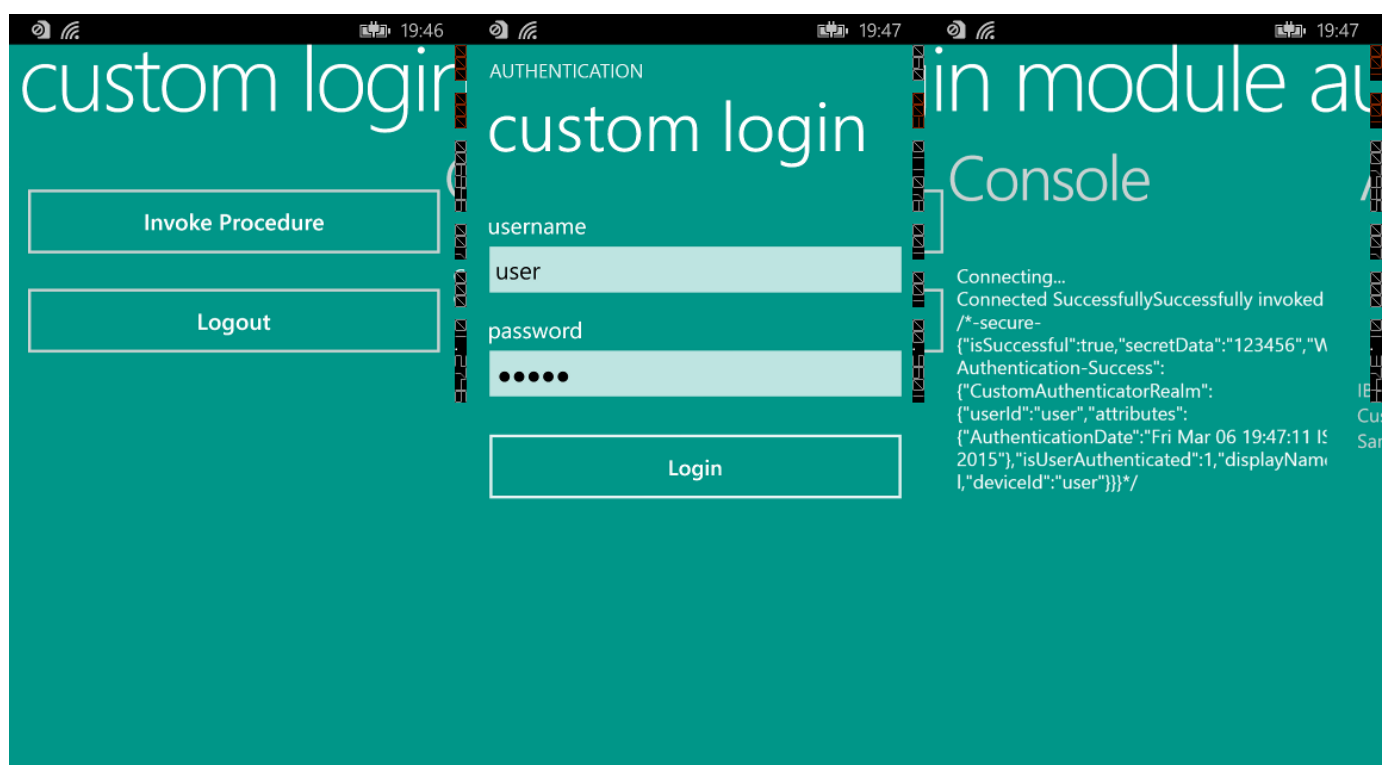 19:46
custom login
Invoke Procedure
Logout
19:47
AUTHENTICATION
custom login
username
user
password
●●●●●
Login
19:47
in module au
Console
Connecting...
Connected SuccessfullySuccessfully invoked
/*-secure-
{"isSuccessful":true,"secretData":"123456","W
Authentication-Success":
{"CustomAuthenticatorRealm":
{"userId":"user","attributes":
{"AuthenticationDate":"Fri Mar 06 19:47:11 IS
2015"},"isUserAuthenticated":1,"displayName
l,"deviceId":"user"}}}*/
Cus
Sar